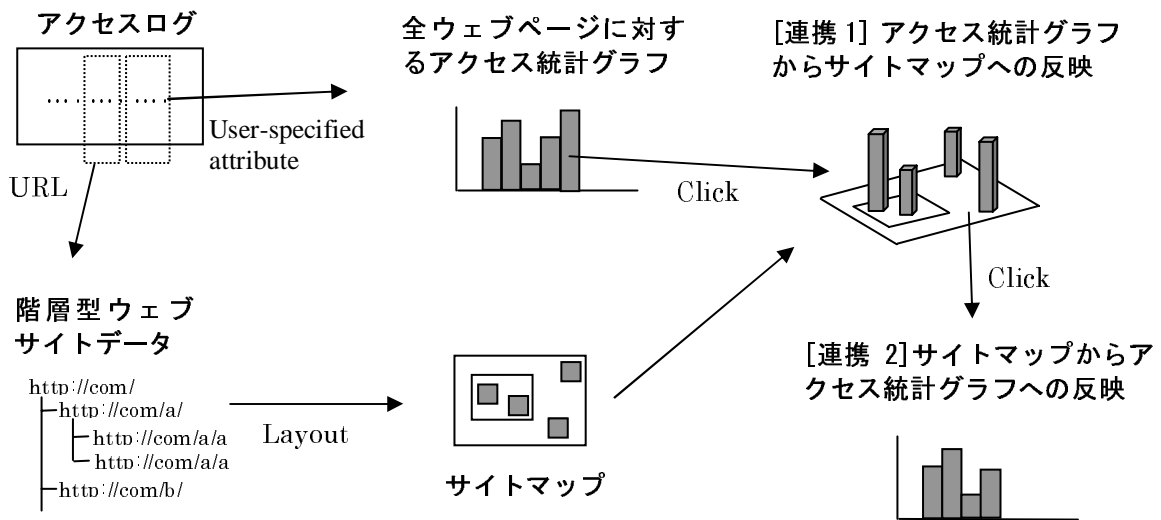 アクセスログ
User-specified
attribute
URL
全ウェブページに対す
るアクセス統計グラフ
Click
[連携 1] アクセス統計グラフ
からサイトマップへの反映
Click
階層型ウェブ
サイトデータ
http://com/
http://com/a/
http://com/a/a
http://com/a/a
http://com/b/
Layout
サイトマップ
[連携 2]サイトマップからア
クセス統計グラフへの反映